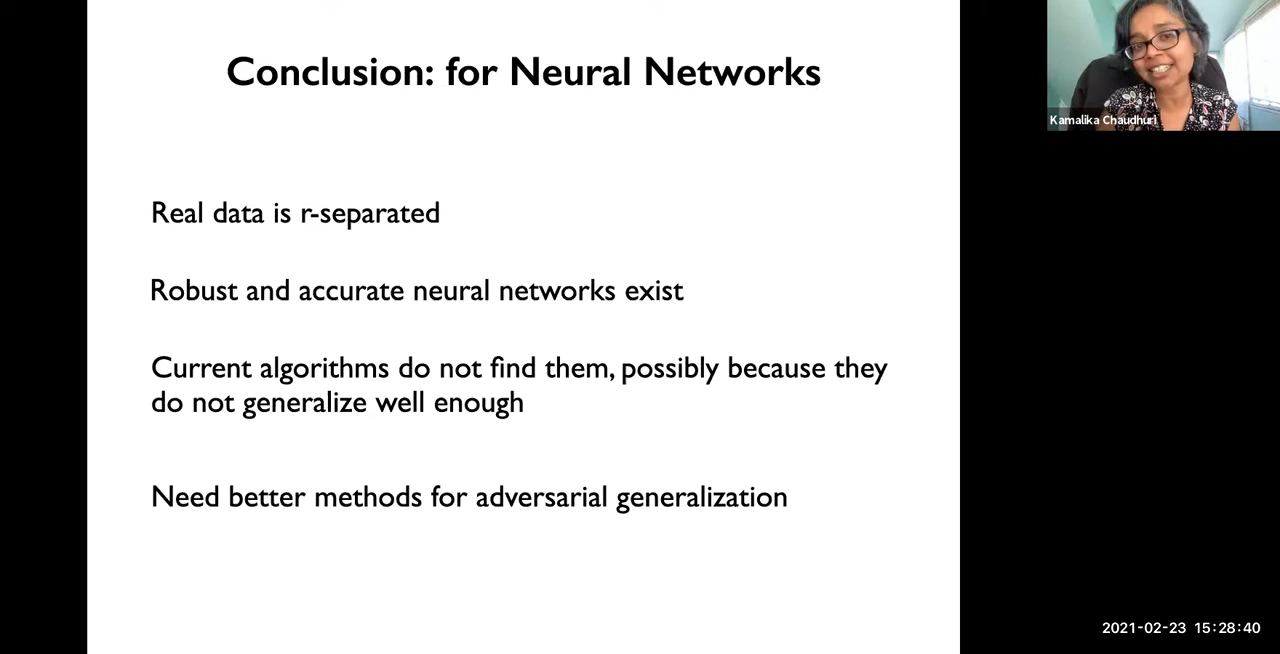 Conclusion: for Neural Networks
Kamalika Chaudhuri
Real data is r-separated
Robust and accurate neural networks exist
Current algorithms do not find them, possibly because they
do not generalize well enough
Need better methods for adversarial generalization
2021-02-23 15:28:40